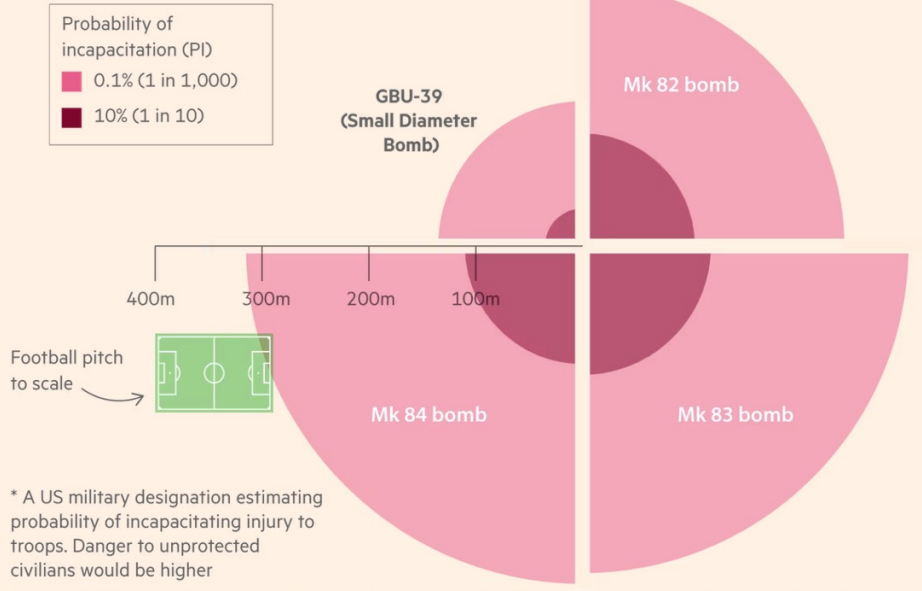 Probability of
incapacitation (PI)
0.1% (1 in 1,000)
10% (1 in 10)
GBU-39
(Small Diameter
Bomb)
Mk 82 bomb
400m
300m
200m
100m
Football pitch
to scale
Mk 84 bomb
Mk 83 bomb
* A US military designation estimating
probability of incapacitating injury to
troops. Danger to unprotected
civilians would be higher